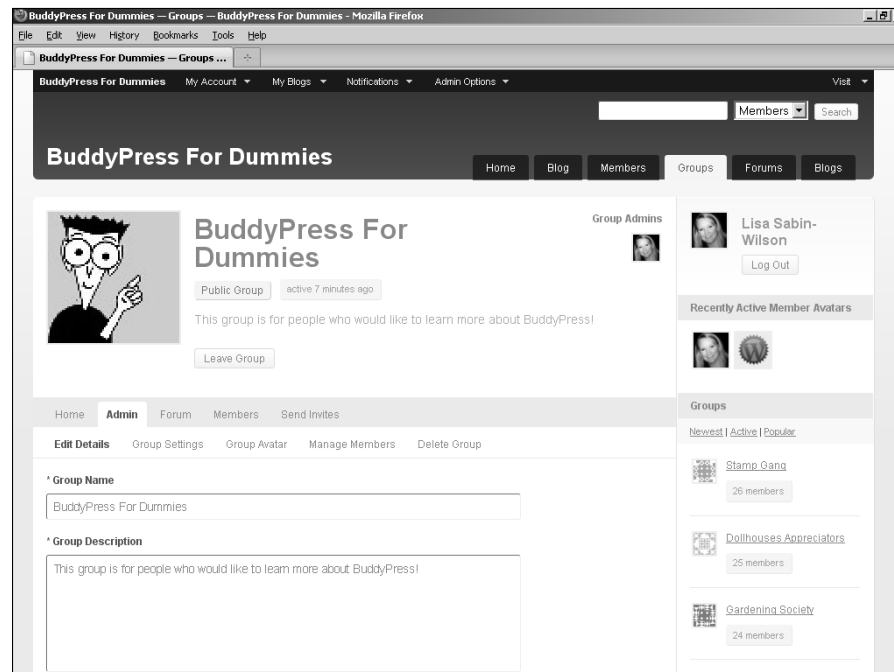 BuddyPress For Dummies — Groups — BuddyPress For Dummies - Mozilla Firefox
File Edit View History Bookmarks Tools Help
BuddyPress For Dummies — Groups ...
BuddyPress For Dummies My Account My Blogs Notifications Admin Options Visit
Members Search
BuddyPress For Dummies
Home Blog Members Groups Forums Blogs
BuddyPress For
Dummies
Public Group active 7 minutes ago
This group is for people who would like to learn more about BuddyPress!
Leave Group
Group Admins
Home Admin Forum Members Send Invites
Edit Details Group Settings Group Avatar Manage Members Delete Group
* Group Name
BuddyPress For Dummies
* Group Description
This group is for people who would like to learn more about BuddyPress!
Lisa Sabin-
Wilson
Log Out
Recently Active Member Avatars
Groups
Newest | Active | Popular
Stamp Gang
26 members
Dollhouses Appreciators
25 members
Gardening Society
24 members